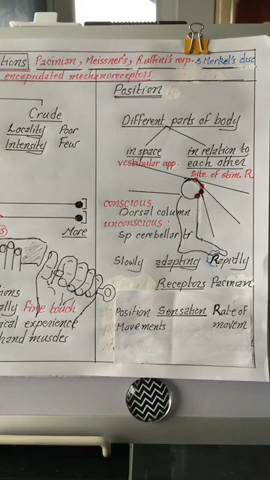 tions Pacinian, Meissner's, Ruffini's corp. & Merkel's disc
encapsulated mechanoreceptors
Crude
Locality Poor
Intensity Few
More
Fine touch
ical experience
hand muscles
Position
Different parts of body
in space in relation to
vestibular app. each other
Site of stim. R
conscious
Dorsal column
unconscious
Sp cerebellar tr
Slowly adapting Rapidly
Receptors Pacinian
Position Sensation Rate of
Movements movem